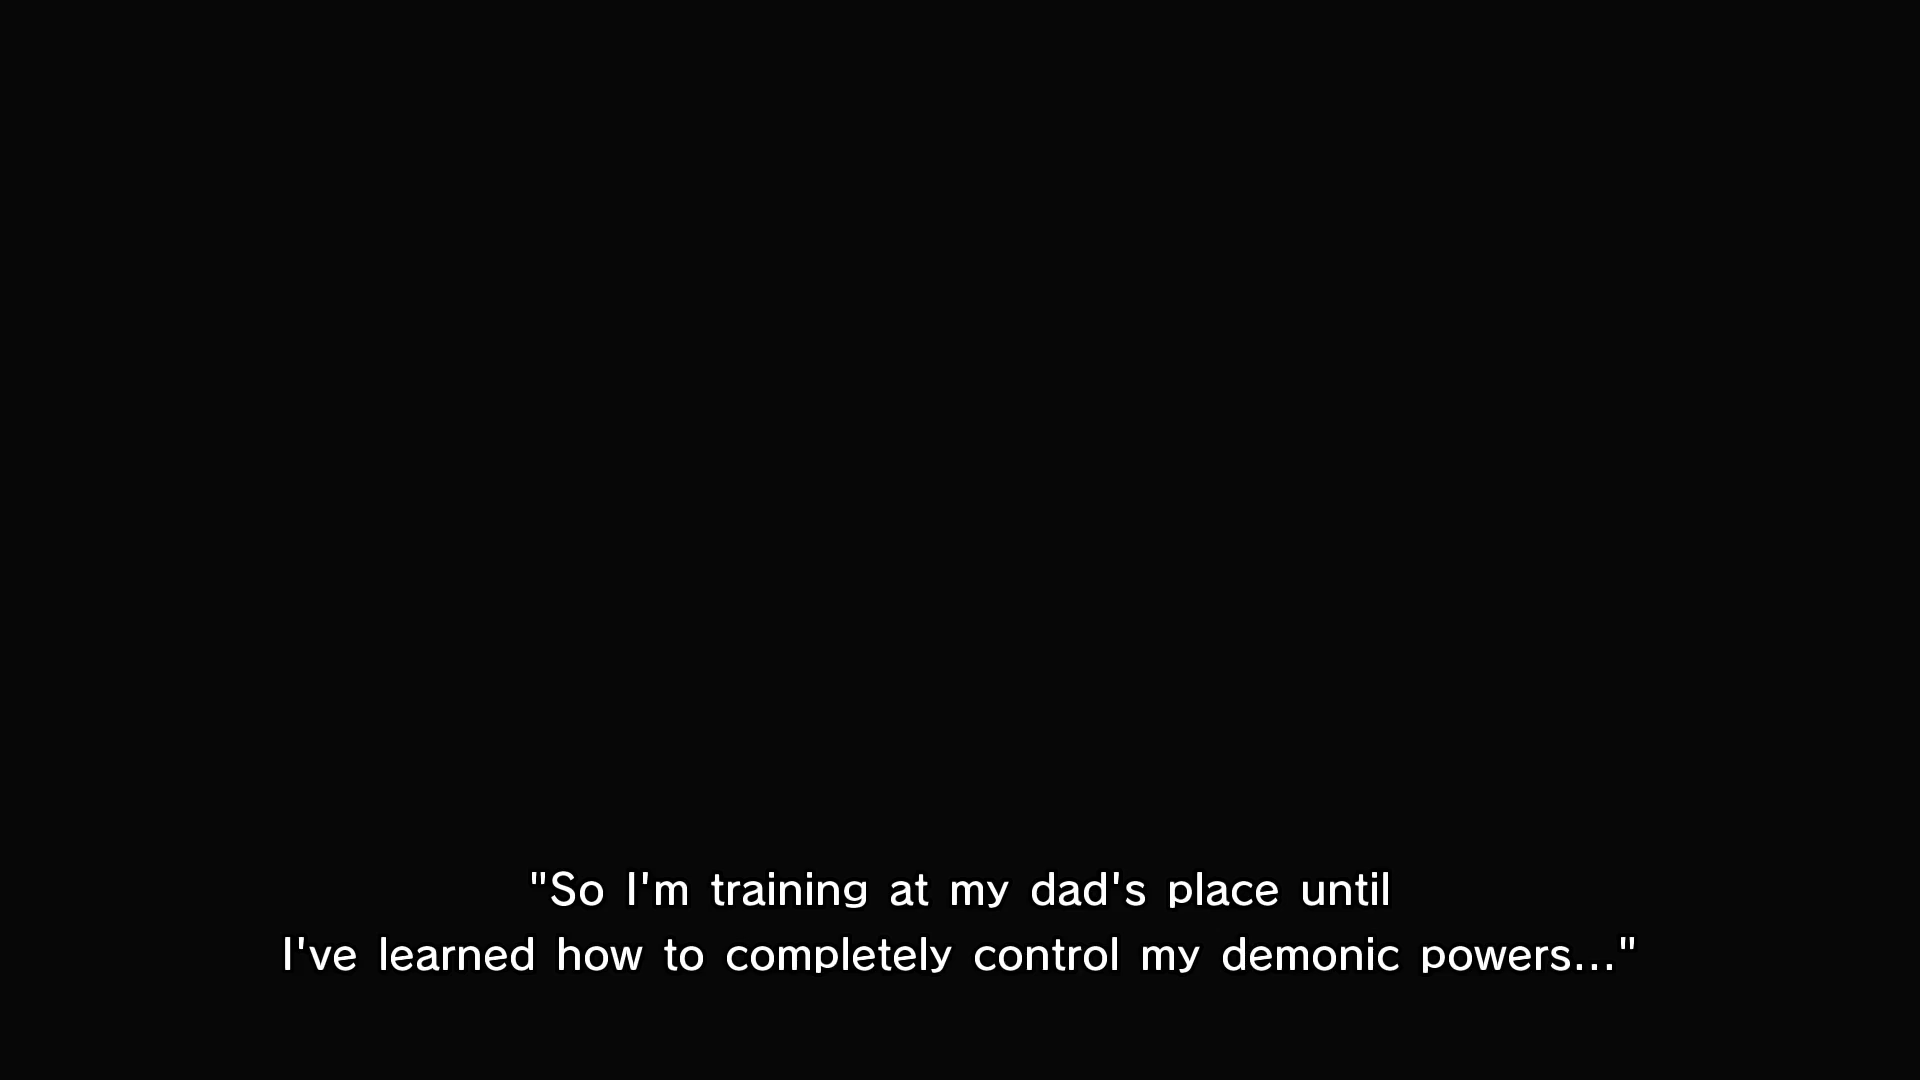 "So I'm training at my dad's place until
I've learned how to completely control my demonic powers..."